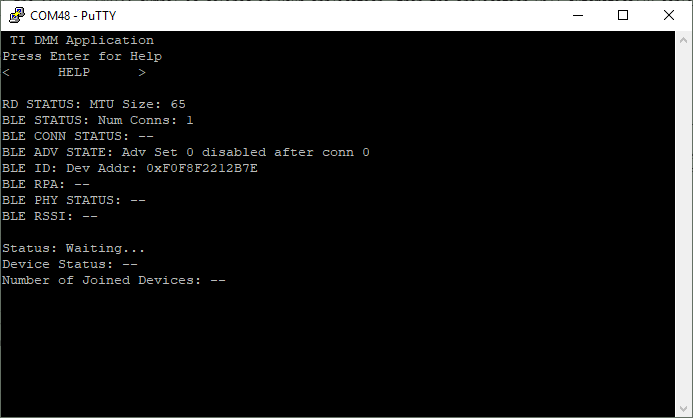 COM48 - PuTTY
TI DMM Application
Press Enter for Help
<      HELP      >
RD STATUS: MTU Size: 65
BLE STATUS: Num Conns: 1
BLE CONN STATUS: --
BLE ADV STATE: Adv Set 0 disabled after conn 0
BLE ID: Dev Addr: 0xF0F8F2212B7E
BLE RPA: --
BLE PHY STATUS: --
BLE RSSI: --
Status: Waiting...
Device Status: --
Number of Joined Devices: --